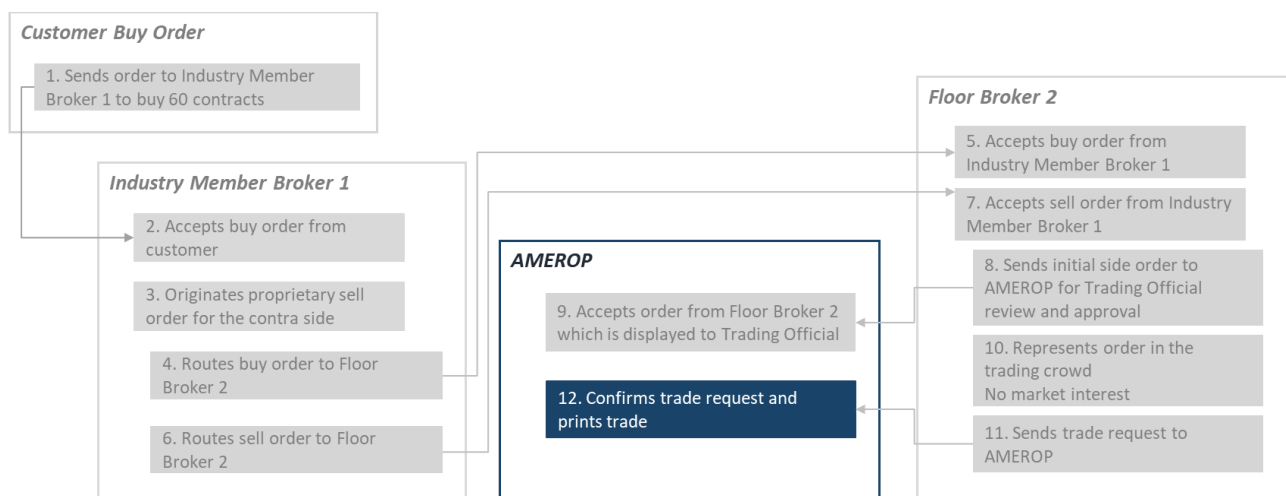 Customer Buy Order
1. Sends order to Industry Member
Broker 1 to buy 60 contracts
Industry Member Broker 1
2. Accepts buy order from
customer
3. Originates proprietary sell
order for the contra side
4. Routes buy order to Floor
Broker 2
6. Routes sell order to Floor
Broker 2
AMEROP
9. Accepts order from Floor Broker 2
which is displayed to Trading Official
12. Confirms trade request and
prints trade
Floor Broker 2
5. Accepts buy order from
Industry Member Broker 1
7. Accepts sell order from Industry
Member Broker 1
8. Sends initial side order to
AMEROP for Trading Official
review and approval
10. Represents order in the
trading crowd
No market interest
11. Sends trade request to
AMEROP